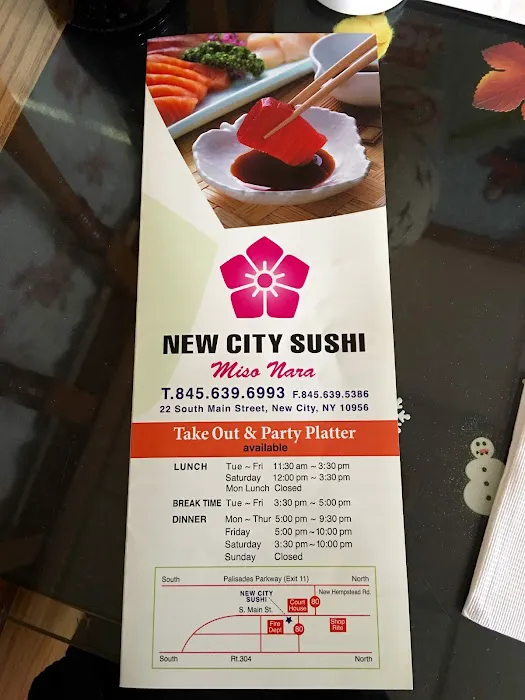 NEW CITY SUSHI
Miso Nara
T.845.639.6993 F.845.639.5386
22 South Main Street, New City, NY 10956
Take Out & Party Platter
available
LUNCH Tue ~ Fri 11:30 am ~ 3:30 pm
Saturday 12:00 pm ~ 3:30 pm
Mon Lunch Closed
BREAK TIME Tue ~ Fri 3:30 pm ~ 5:00 pm
DINNER Mon ~ Thur 5:00 pm ~ 9:30 pm
Friday 5:00 pm ~ 10:00 pm
Saturday 3:30 pm ~ 10:00 pm
Sunday Closed
South Palisades Parkway (Exit 11) North
NEW CITY SUSHI
Court House
80
New Hempstead Rd.
S. Main St.
Fire Dept
80
Shop Rite
South Rt.304 North